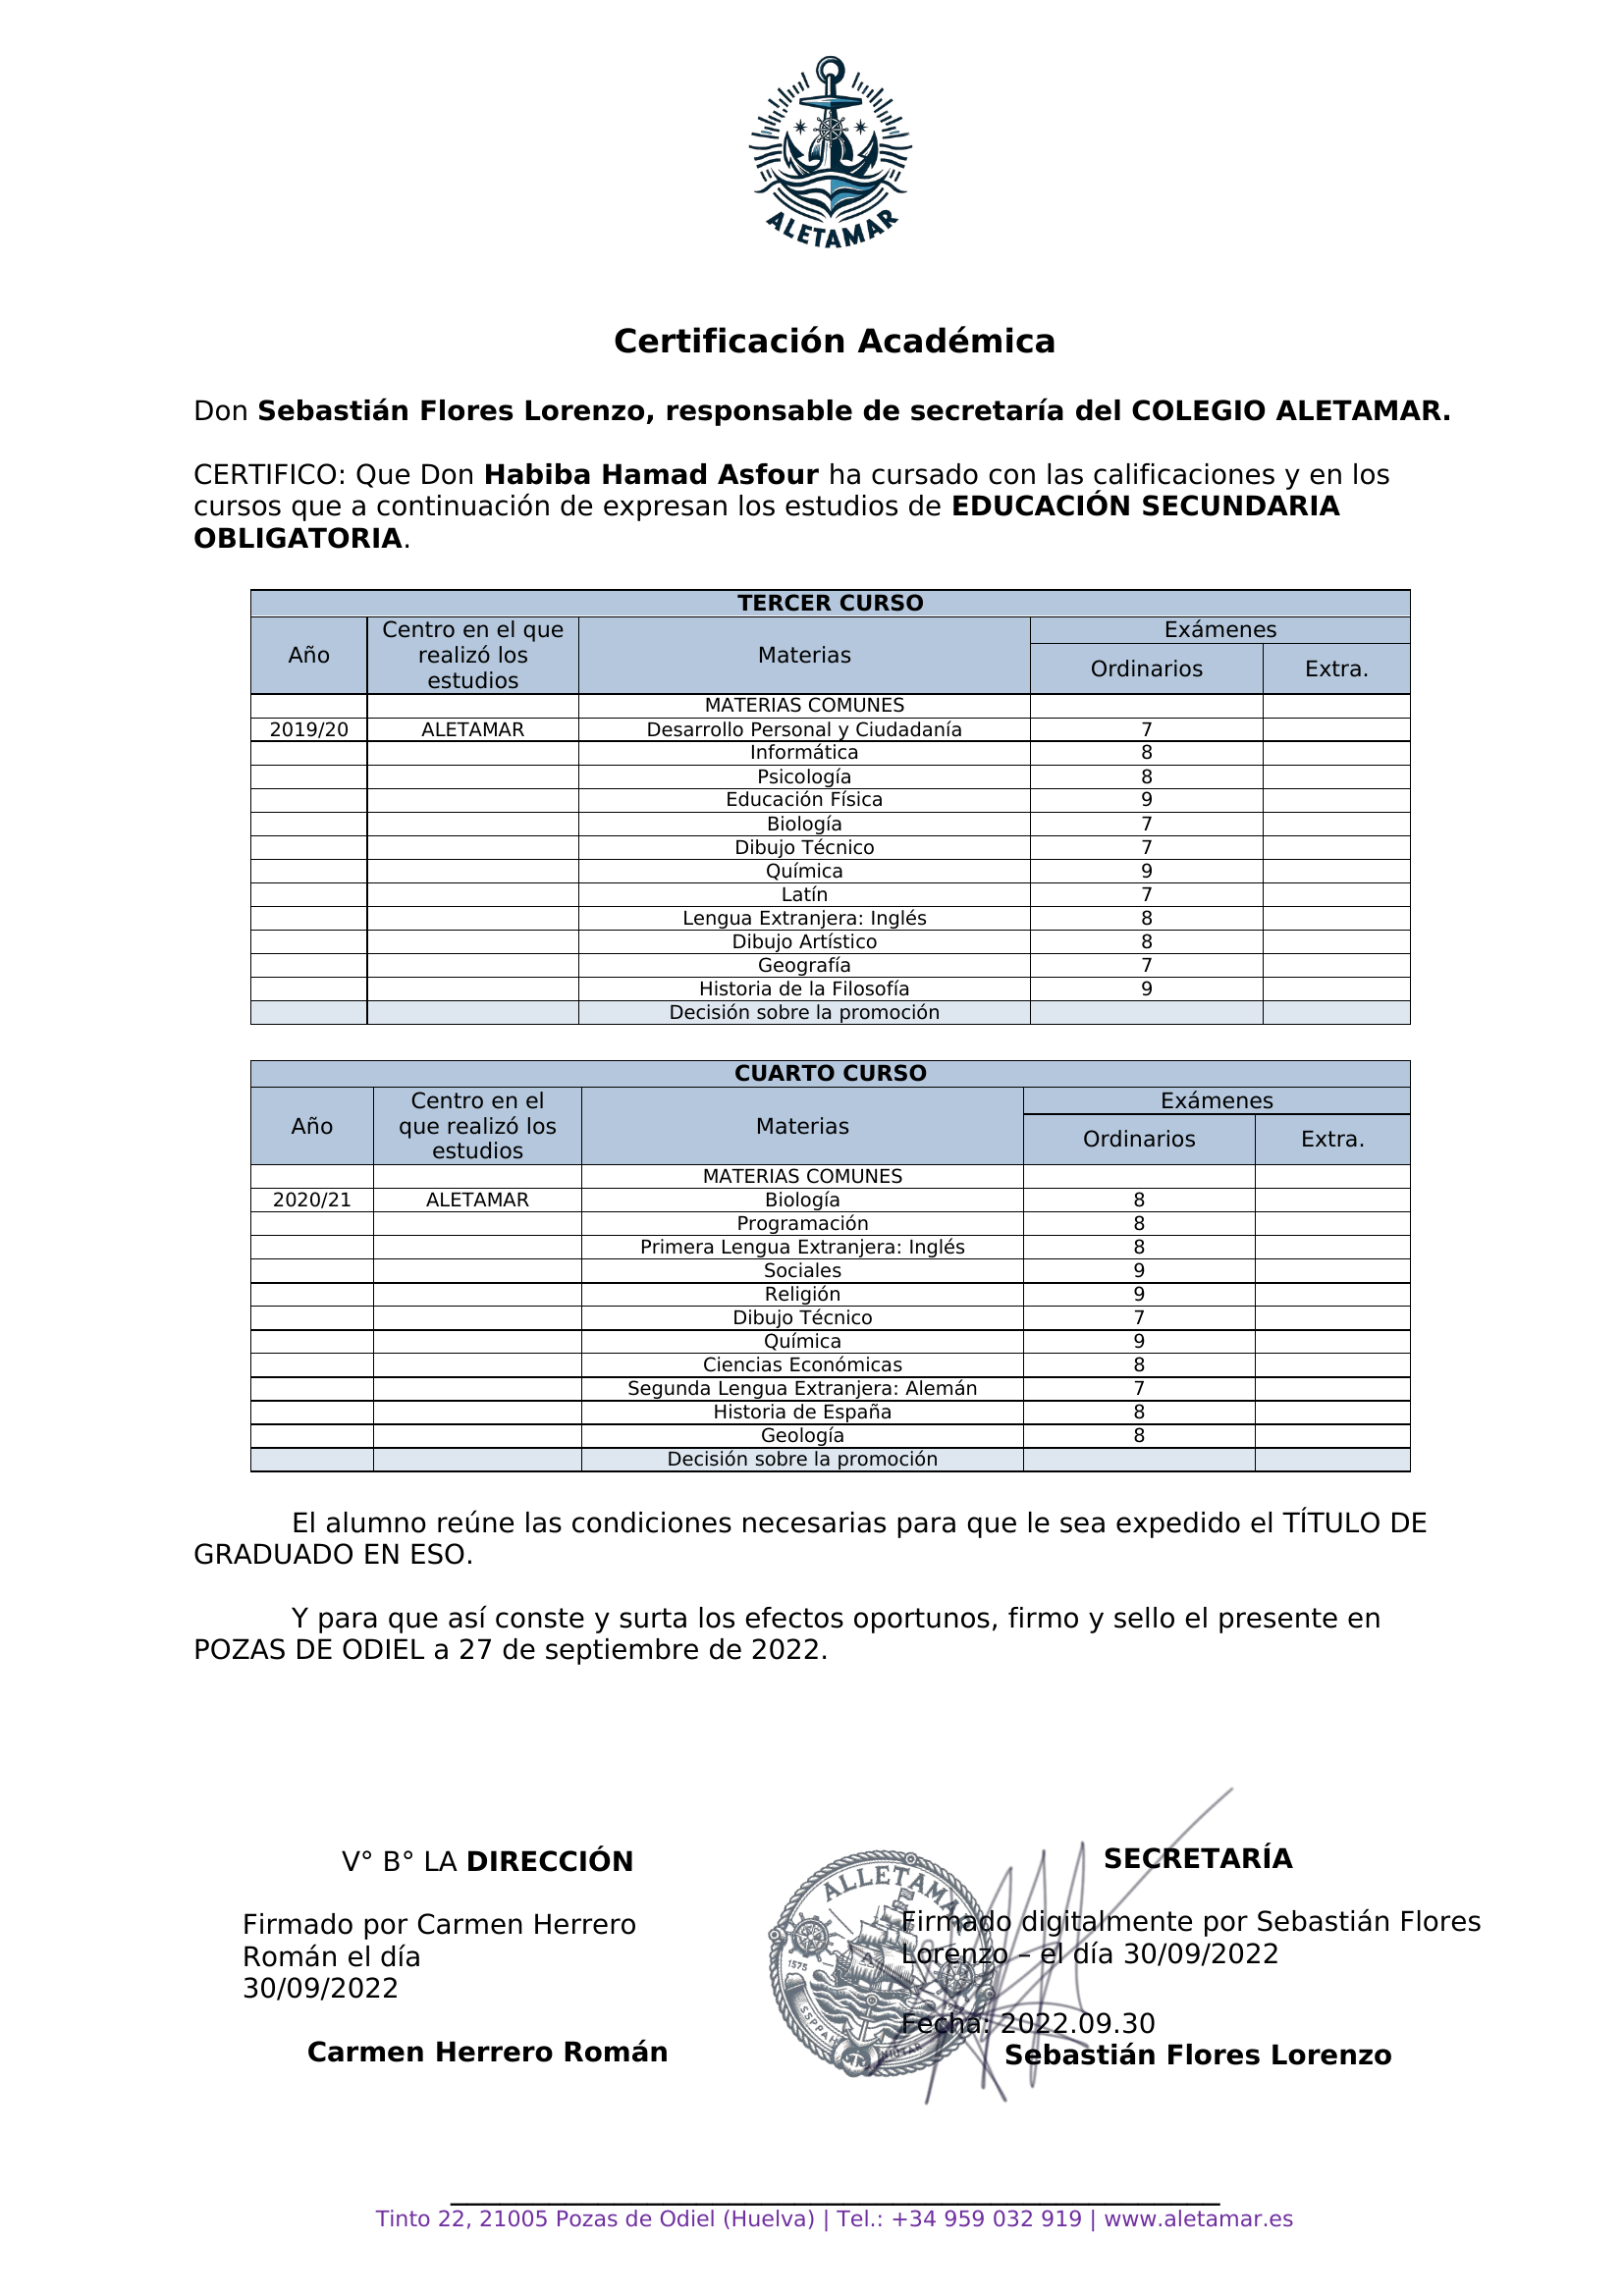 ALETAMAR
Certificación Académica
Don Sebastián Flores Lorenzo, responsable de secretaría del COLEGIO ALETAMAR.
CERTIFICO: Que Don Habiba Hamad Asfour ha cursado con las calificaciones y en los
cursos que a continuación de expresan los estudios de EDUCACIÓN SECUNDARIA
OBLIGATORIA.
TERCER CURSO
Año Centro en el que realizó los estudios Materias Exámenes
Ordinarios Extra.
MATERIAS COMUNES
2019/20 ALETAMAR Desarrollo Personal y Ciudadanía 7
Informática 8
Psicología 8
Educación Física 9
Biología 7
Dibujo Técnico 7
Química 9
Latín 7
Lengua Extranjera: Inglés 8
Dibujo Artístico 8
Geografía 7
Historia de la Filosofía 9
Decisión sobre la promoción
CUARTO CURSO
Año Centro en el que realizó los estudios Materias Exámenes
Ordinarios Extra.
MATERIAS COMUNES
2020/21 ALETAMAR Biología 8
Programación 8
Primera Lengua Extranjera: Inglés 8
Sociales 9
Religión 9
Dibujo Técnico 7
Química 9
Ciencias Económicas 8
Segunda Lengua Extranjera: Alemán 7
Historia de España 8
Geología 8
Decisión sobre la promoción
El alumno reúne las condiciones necesarias para que le sea expedido el TÍTULO DE
GRADUADO EN ESO.
Y para que así conste y surta los efectos oportunos, firmo y sello el presente en
POZAS DE ODIEL a 27 de septiembre de 2022.
V° B° LA DIRECCIÓN
Firmado por Carmen Herrero
Román el día
30/09/2022
Carmen Herrero Román
ALLETAMAR
1575
SECRETARÍA
Firmado digitalmente por Sebastián Flores
Lorenzo – el día 30/09/2022
Fecha: 2022.09.30
Sebastián Flores Lorenzo
Tinto 22, 21005 Pozas de Odiel (Huelva) | Tel.: +34 959 032 919 | www.aletamar.es